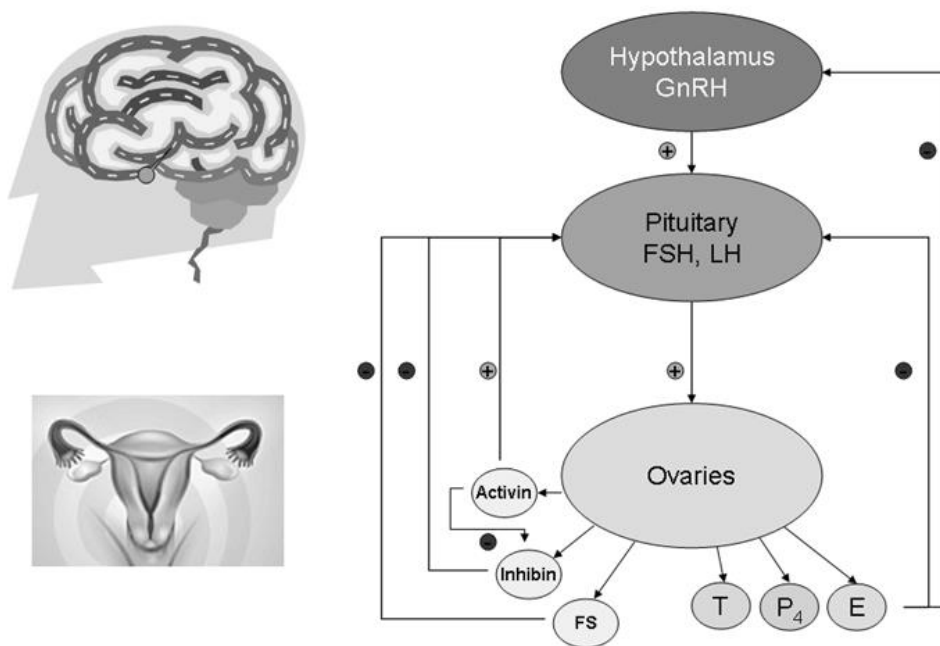 Hypothalamus
GnRH
+
-
Pituitary
FSH, LH
-
-
+
+
-
Ovaries
Activin
-
Inhibin
FS
T
P₄
E